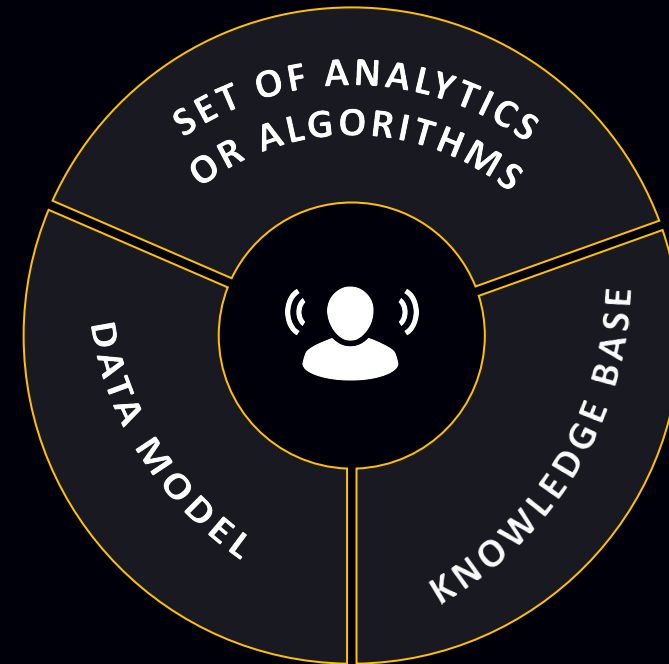 SET OF ANALYTICS
OR ALGORITHMS
DATA MODEL
KNOWLEDGE BASE